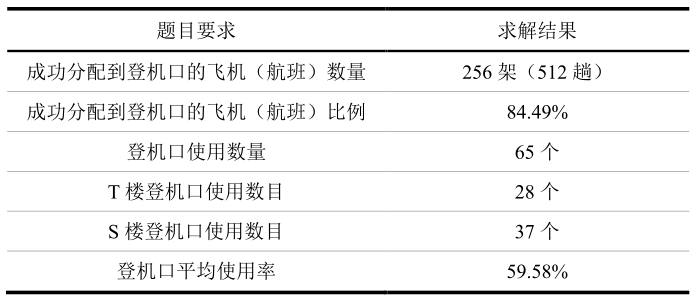 题目要求 求解结果
成功分配到登机口的飞机（航班）数量 256 架（512 趟）
成功分配到登机口的飞机（航班）比例 84.49%
登机口使用数量 65 个
T 楼登机口使用数目 28 个
S 楼登机口使用数目 37 个
登机口平均使用率 59.58%